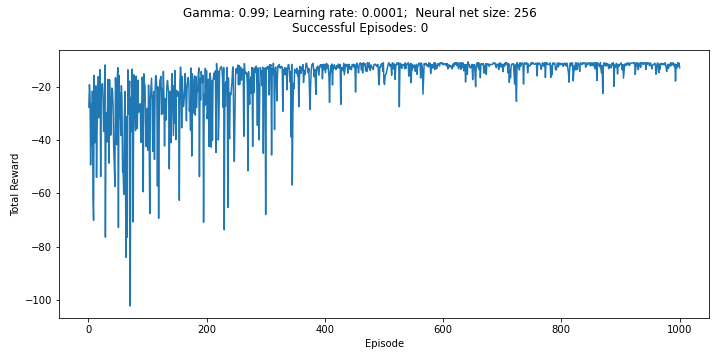 Gamma: 0.99; Learning rate: 0.0001;  Neural net size: 256
Successful Episodes: 0
−20
−40
−60
−80
−100
Total Reward
0 200 400 600 800 1000
Episode